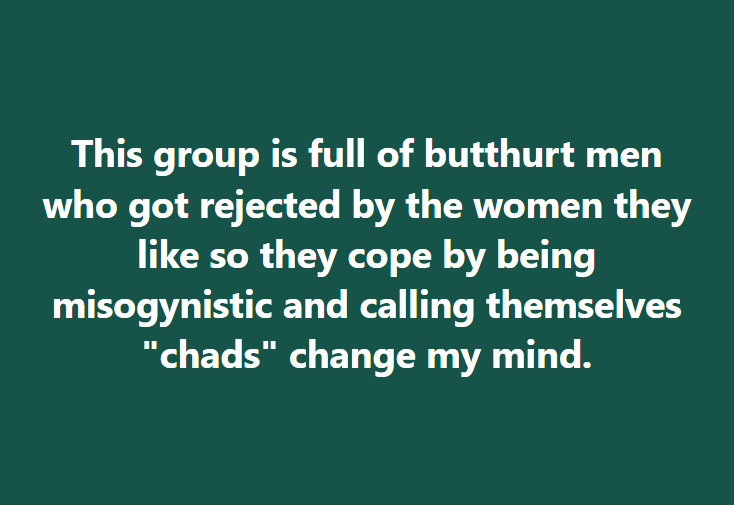 This group is full of butthurt men
who got rejected by the women they
like so they cope by being
misogynistic and calling themselves
"chads" change my mind.